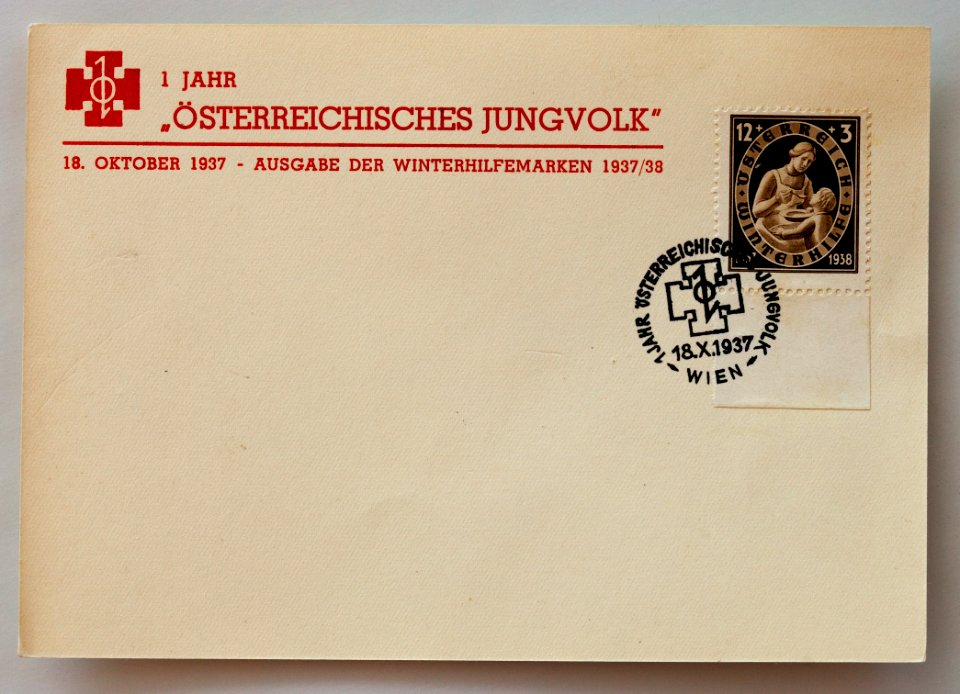 1 JAHR
„ÖSTERREICHISCHES JUNGVOLK"
18. OKTOBER 1937 - AUSGABE DER WINTERHILFEMARKEN 1937/38
12 + + 3
ÖSTERREICH
WINTERHILFE
1938
1 JAHR ÖSTERREICHISCHES JUNGVOLK
18.X.1937
WIEN